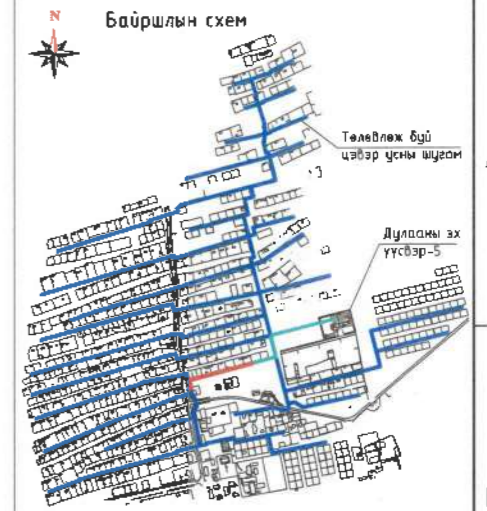 N
Байршлын схем
Төлөвлөж буй
цэвэр усны шугам
Дулааны эх
үүсвэр-5